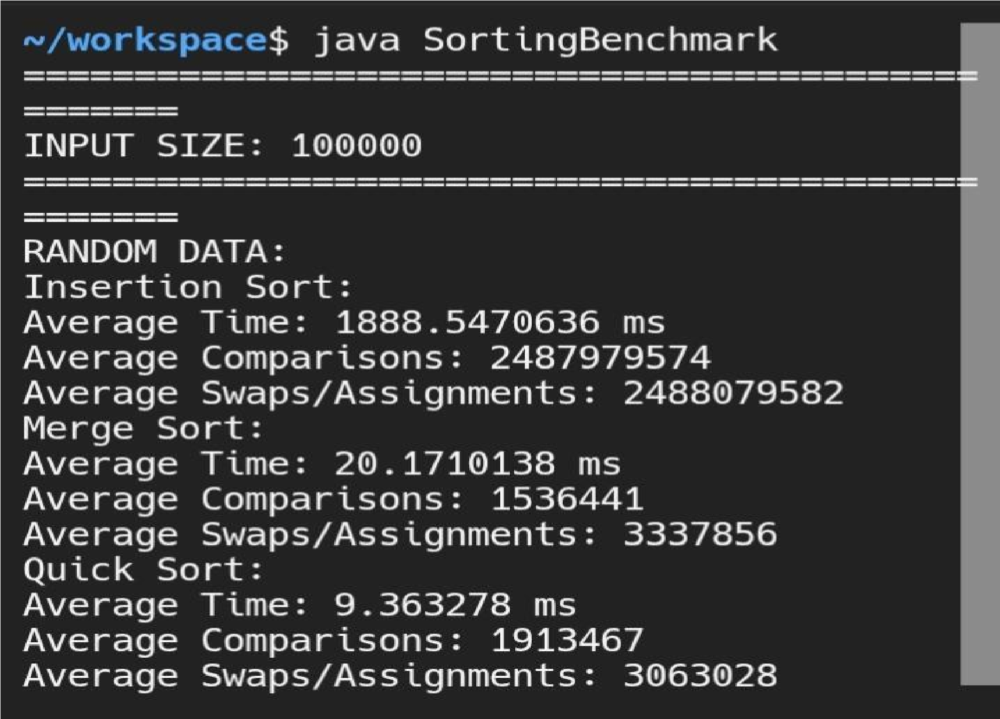 ~/workspace$ java SortingBenchmark
===========================================
=======
INPUT SIZE: 100000
===========================================
=======
RANDOM DATA:
Insertion Sort:
Average Time: 1888.5470636 ms
Average Comparisons: 2487979574
Average Swaps/Assignments: 2488079582
Merge Sort:
Average Time: 20.1710138 ms
Average Comparisons: 1536441
Average Swaps/Assignments: 3337856
Quick Sort:
Average Time: 9.363278 ms
Average Comparisons: 1913467
Average Swaps/Assignments: 3063028